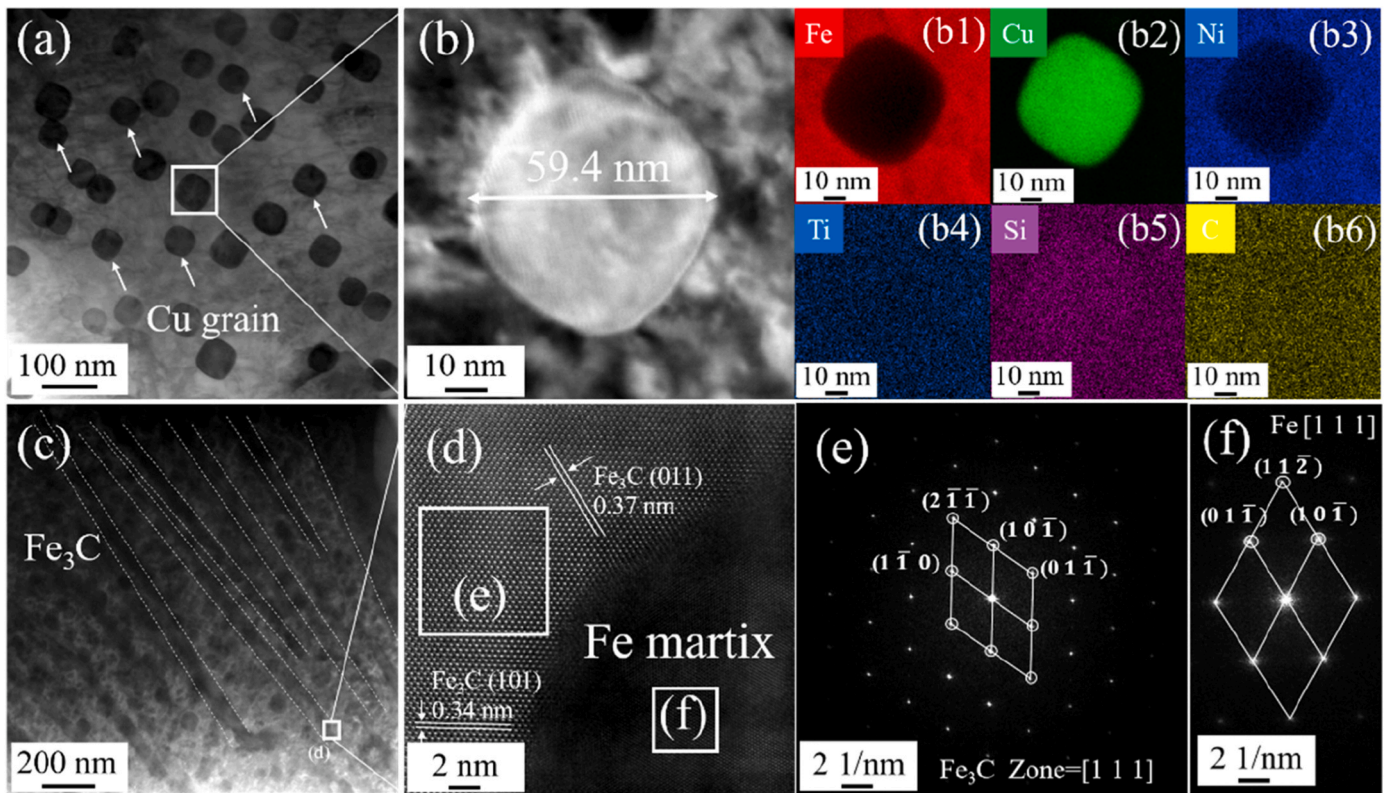 (a)
Cu grain
100 nm
(b)
59.4 nm
10 nm
Fe
(b1)
10 nm
Cu
(b2)
10 nm
Ni
(b3)
10 nm
Ti
(b4)
10 nm
Si
(b5)
10 nm
C
(b6)
10 nm
(c)
Fe₃C
(d)
200 nm
(d)
Fe₃C (011)
0.37 nm
(e)
Fe martix
Fe₃C (101)
0.34 nm
(f)
2 nm
(e)
(2 1̅ 1̅)
(1 0 1̅)
(1 1̅ 0)
(0 1 1̅)
2 1/nm
Fe₃C Zone=[1 1 1]
(f)
Fe [1 1 1]
(1 1 2̅)
(0 1 1̅)
(1 0 1̅)
2 1/nm